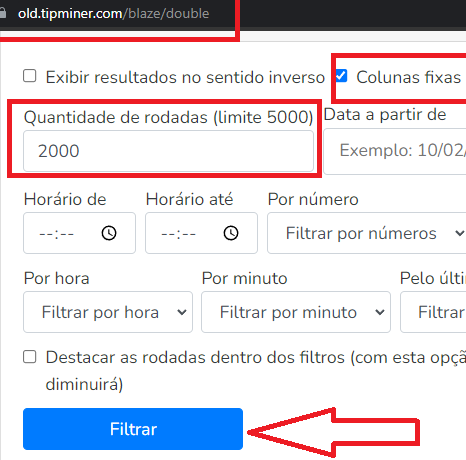 old.tipminer.com/blaze/double
Exibir resultados no sentido inverso Colunas fixas
Quantidade de rodadas (limite 5000) Data a partir de
2000 Exemplo: 10/02/
Horário de Horário até Por número
--:-- --:-- Filtrar por números
Por hora Por minuto Pelo últi
Filtrar por hora Filtrar por minuto Filtrar
Destacar as rodadas dentro dos filtros (com esta opçã
diminuirá)
Filtrar